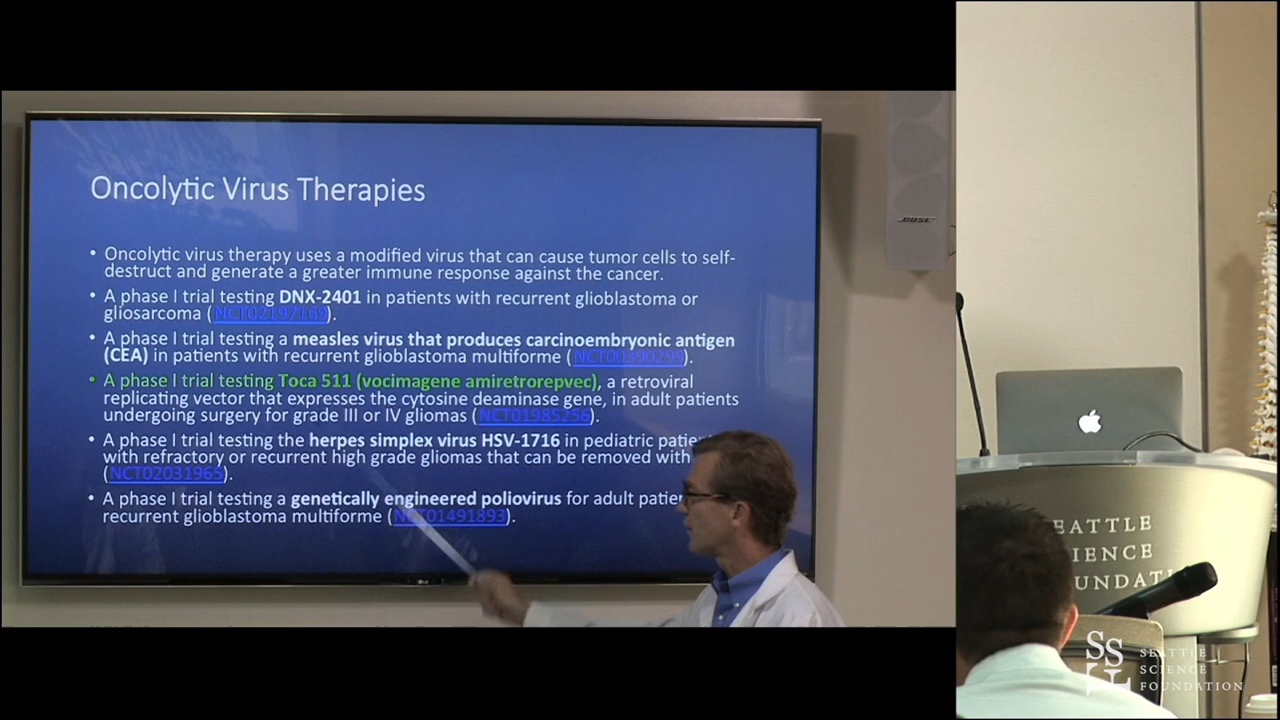 Oncolytic Virus Therapies
• Oncolytic virus therapy uses a modified virus that can cause tumor cells to self-
destruct and generate a greater immune response against the cancer.
• A phase I trial testing DNX-2401 in patients with recurrent glioblastoma or
gliosarcoma (NCT02197169).
• A phase I trial testing a measles virus that produces carcinoembryonic antigen
(CEA) in patients with recurrent glioblastoma multiforme (NCT00390299).
• A phase I trial testing Toca 511 (vocimagene amiretrorepvec), a retroviral
replicating vector that expresses the cytosine deaminase gene, in adult patients
undergoing surgery for grade III or IV gliomas (NCT01985256).
• A phase I trial testing the herpes simplex virus HSV-1716 in pediatric
with refractory or recurrent high grade gliomas that can be removed with
(NCT02031965).
• A phase I trial testing a genetically engineered poliovirus for adult
recurrent glioblastoma multiforme (NCT01491893).
LG
BOSE
SEATTLE
SCIENCE
FOUNDATION